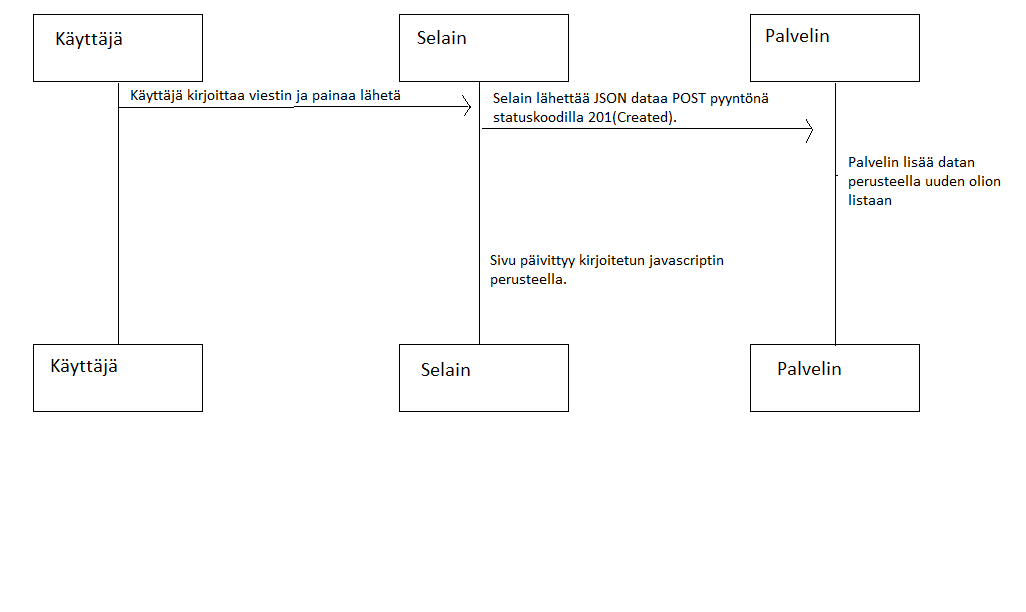 Käyttäjä
Selain
Palvelin
Käyttäjä kirjoittaa viestin ja painaa lähetä
Selain lähettää JSON dataa POST pyyntönä
statuskoodilla 201(Created).
Palvelin lisää datan
perusteella uuden olion
listaan
Sivu päivittyy kirjoitetun javascriptin
perusteella.
Käyttäjä
Selain
Palvelin